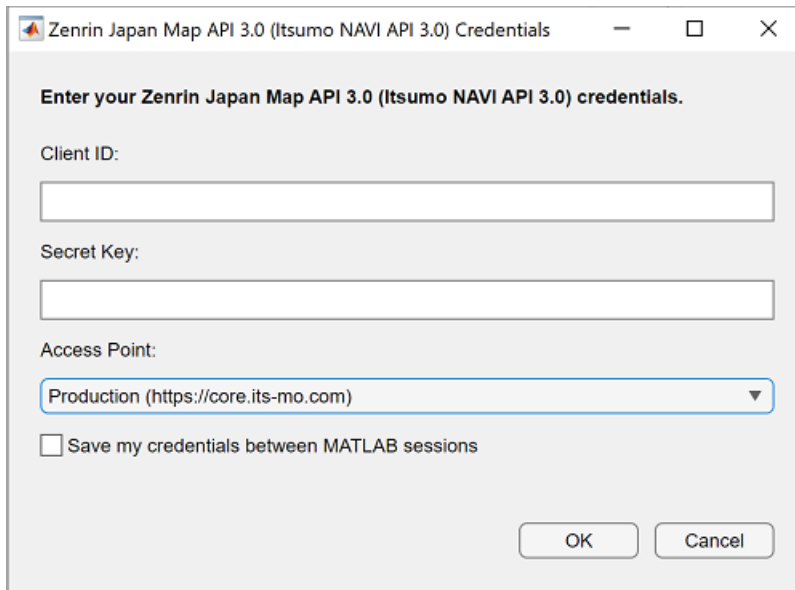 Zenrin Japan Map API 3.0 (Itsumo NAVI API 3.0) Credentials
Enter your Zenrin Japan Map API 3.0 (Itsumo NAVI API 3.0) credentials.
Client ID:
Secret Key:
Access Point:
Production (https://core.its-mo.com)
Save my credentials between MATLAB sessions
OK Cancel